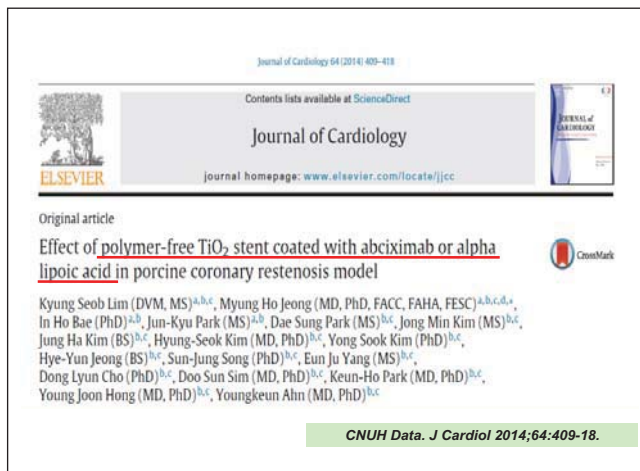 Journal of Cardiology 64 (2014) 409–418
Contents lists available at ScienceDirect
Journal of Cardiology
journal homepage: www.elsevier.com/locate/jjcc
ELSEVIER
JOURNAL of
CARDIOLOGY
Original article
Effect of polymer-free TiO₂ stent coated with abciximab or alpha
lipoic acid in porcine coronary restenosis model
CrossMark
Kyung Seob Lim (DVM, MS)a,b,c, Myung Ho Jeong (MD, PhD, FACC, FAHA, FESC)a,b,c,d,*,
In Ho Bae (PhD)a,b, Jun-Kyu Park (MS)a,b, Dae Sung Park (MS)b,c, Jong Min Kim (MS)b,c,
Jung Ha Kim (BS)b,c, Hyung-Seok Kim (MD, PhD)b,c, Yong Sook Kim (PhD)b,c,
Hye-Yun Jeong (BS)b,c, Sun-Jung Song (PhD)b,c, Eun Ju Yang (MS)b,c,
Dong Lyun Cho (PhD)b,c, Doo Sun Sim (MD, PhD)b,c, Keun-Ho Park (MD, PhD)b,c,
Young Joon Hong (MD, PhD)b,c, Youngkeun Ahn (MD, PhD)b,c
CNUH Data. J Cardiol 2014;64:409-18.